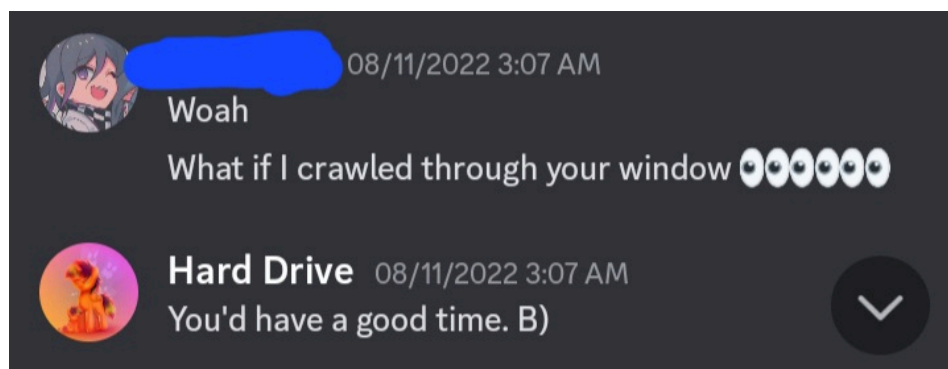 08/11/2022 3:07 AM
Woah
What if I crawled through your window 👀👀👀
Hard Drive 08/11/2022 3:07 AM
You'd have a good time. B)